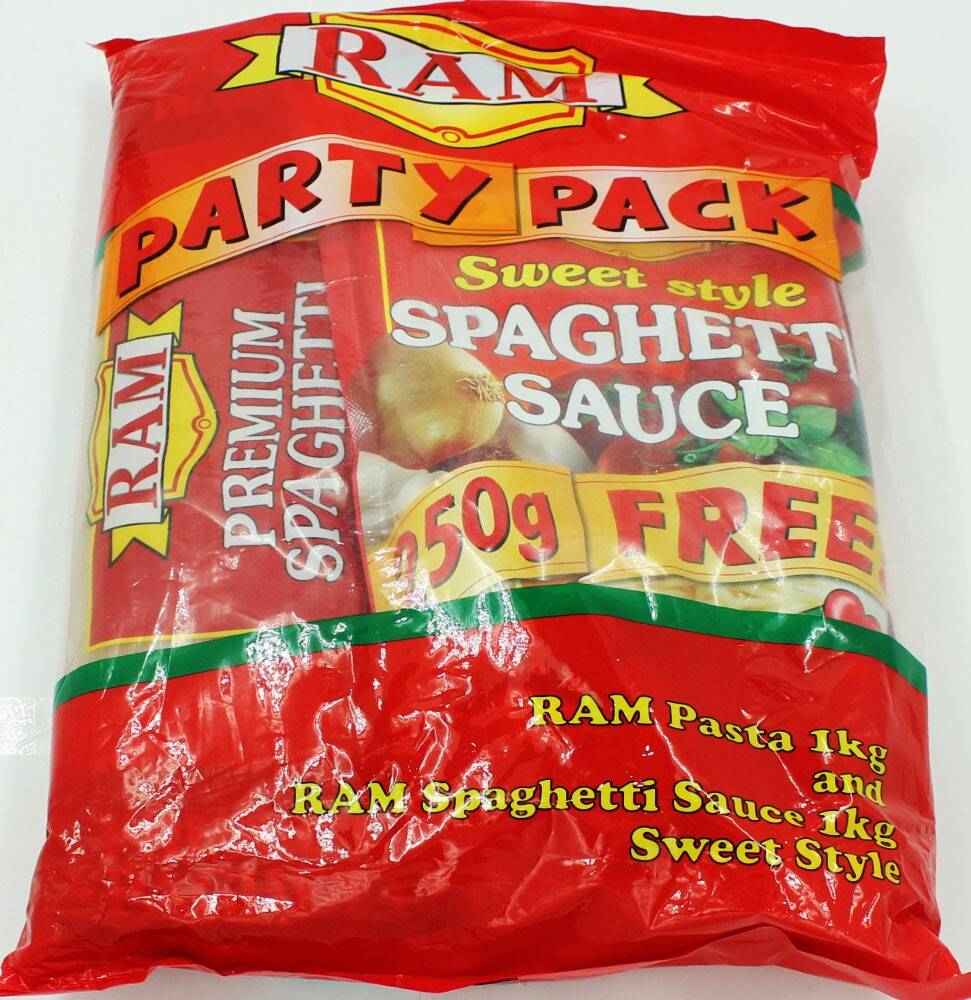 RAM
PARTY PACK
RAM
PREMIUM
SPAGHETTI
Sweet style
SPAGHETTI
SAUCE
FREE
RAM Pasta 1kg
and
RAM Spaghetti Sauce 1kg
Sweet Style